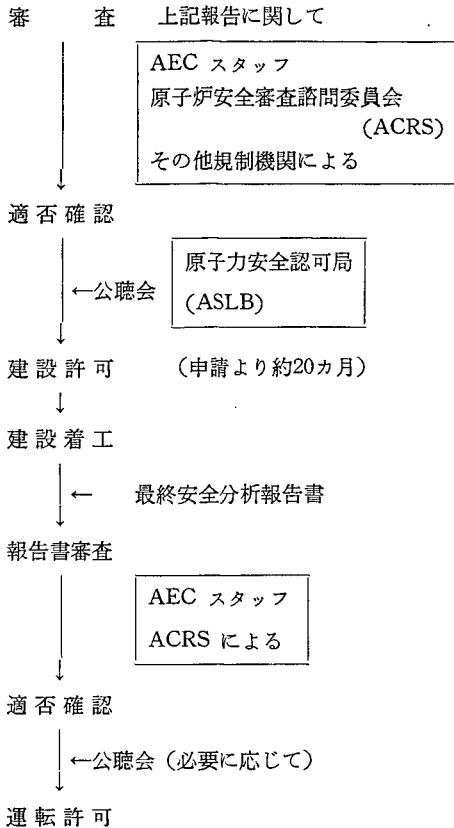 審　　査　　上記報告に関して
AEC スタッフ
原子炉安全審査諮問委員会
(ACRS)
その他規制機関による
適否確認
原子力安全認可局
←公聴会
(ASLB)
建設許可　　(申請より約20カ月)
建設着工
←　最終安全分析報告書
報告書審査
AEC スタッフ
ACRS による
適否確認
←公聴会（必要に応じて）
運転許可